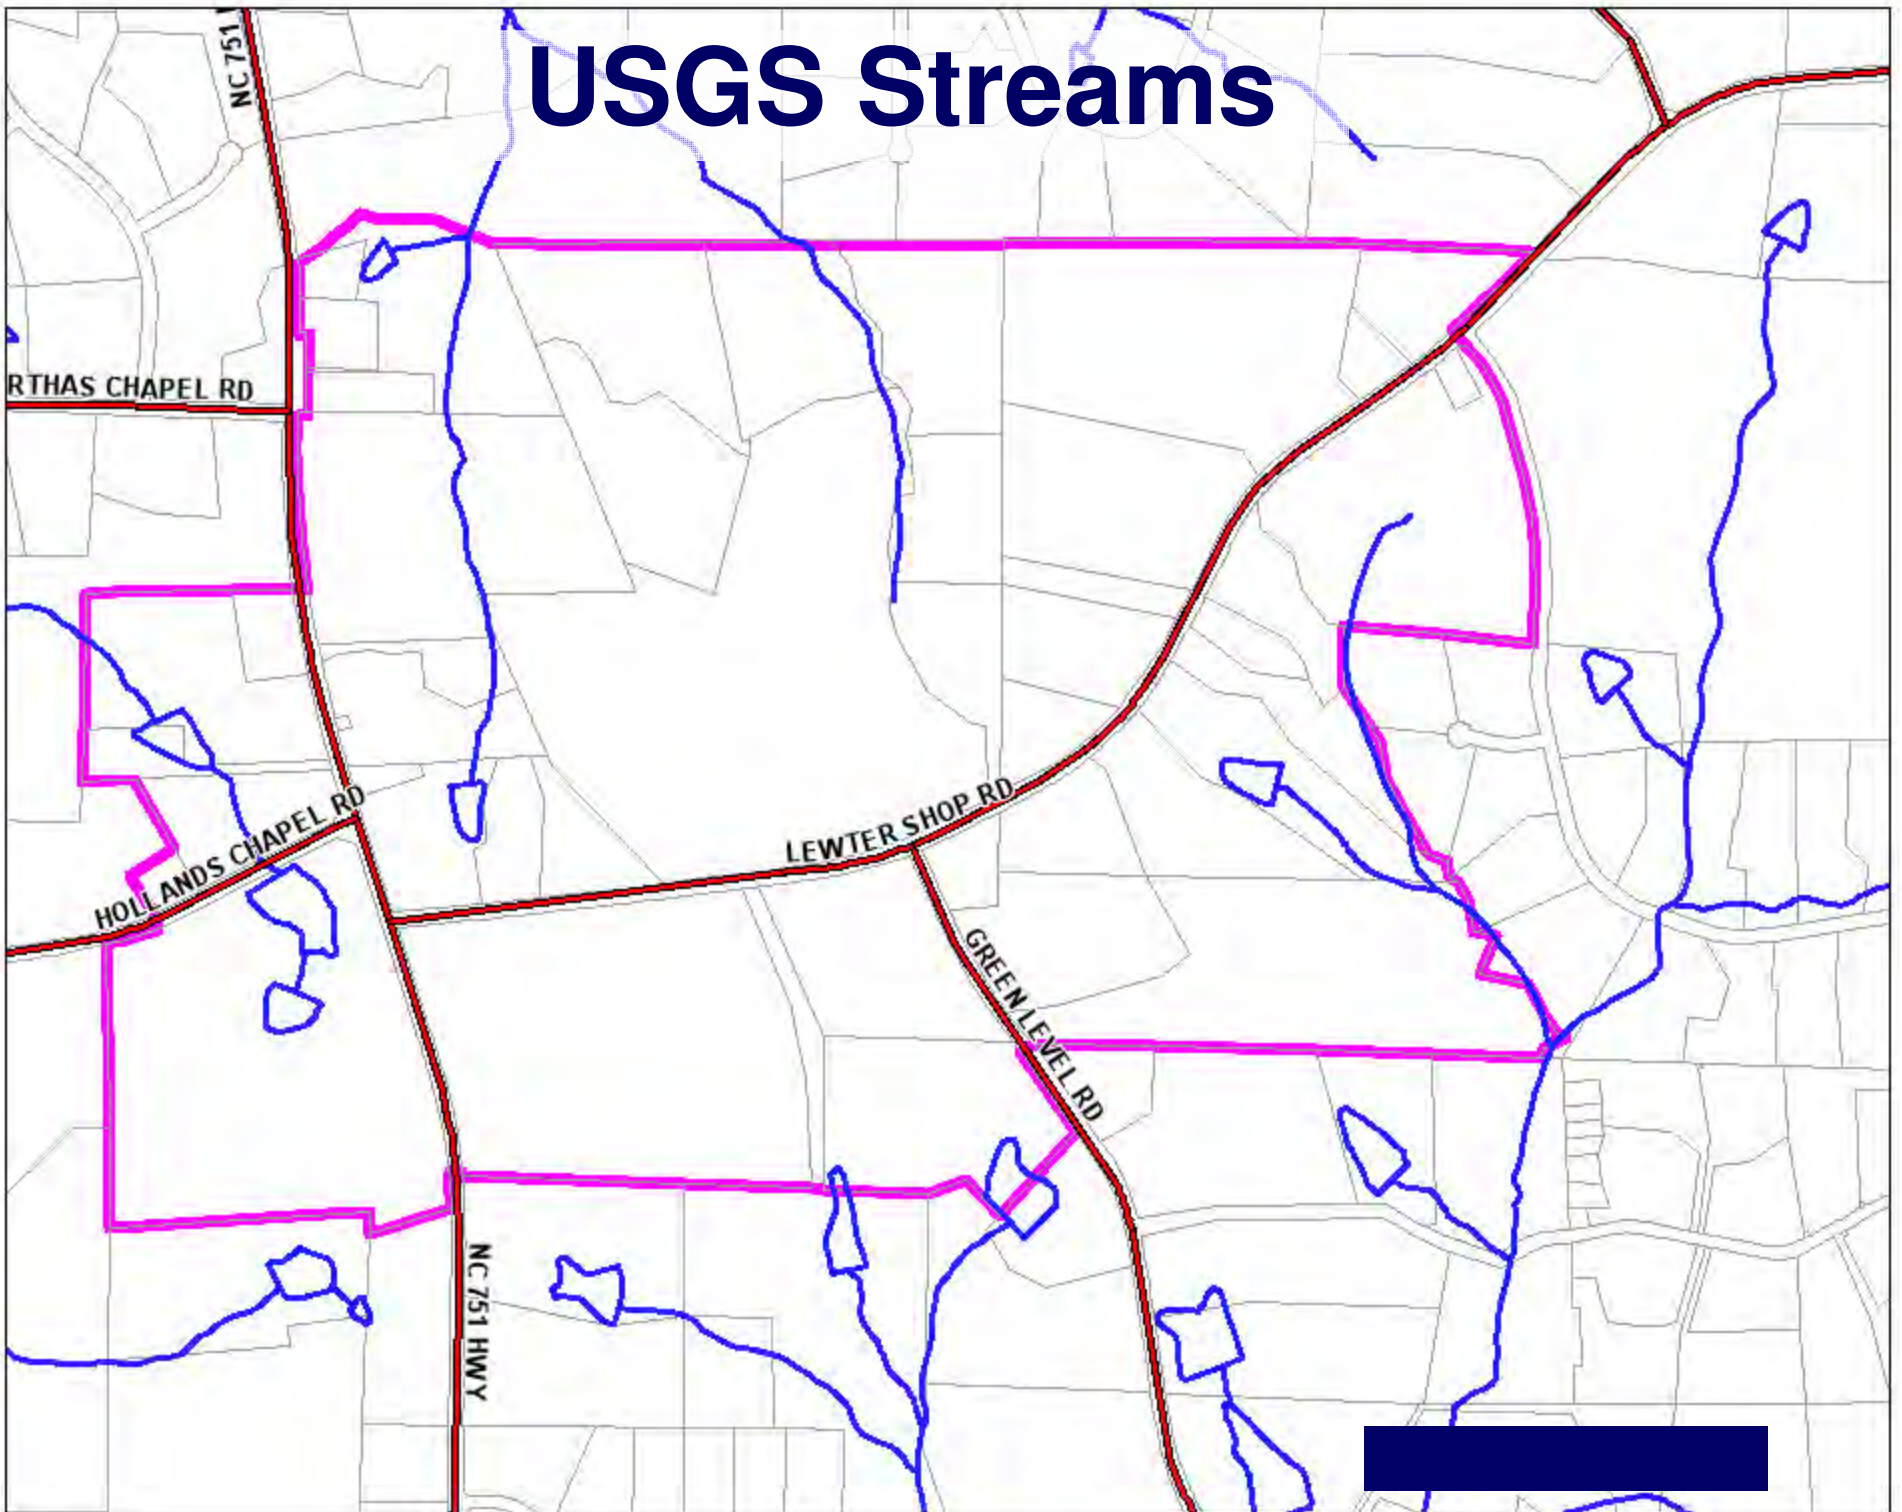 USGS Streams
NC 751
RTHAS CHAPEL RD
HOLLANDS CHAPEL RD
LEWTER SHOP RD
GREEN LEVEL RD
NC 751 HWY